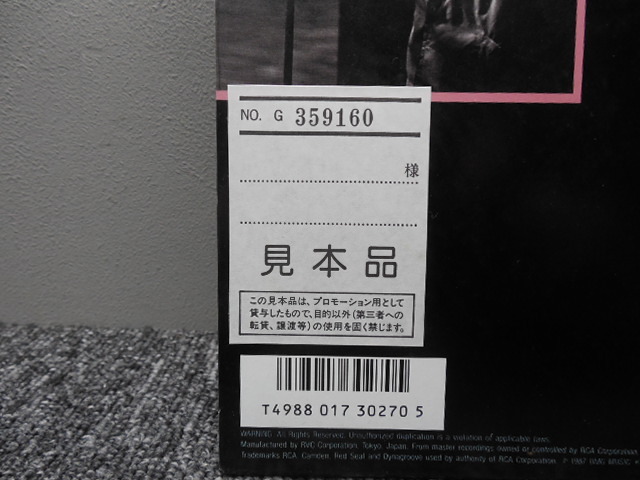 NO. G 359160
様
見本品
この見本品は、プロモーション用として
貸与したもので、目的以外(第三者への
転貸、譲渡等)の使用を固く禁じます。
T4988 017 30270 5
WARNING: All Rights Reserved. Unauthorized duplication is a violation of applicable laws.
Manufactured by RVC Corporation, Tokyo, Japan. From master recordings owned or controlled by RCA Corporation.
Trademarks RCA, Camden, Red Seal and Dynagroove used by authority of RCA Corporation. ℗ 1987 BMG MUSIC